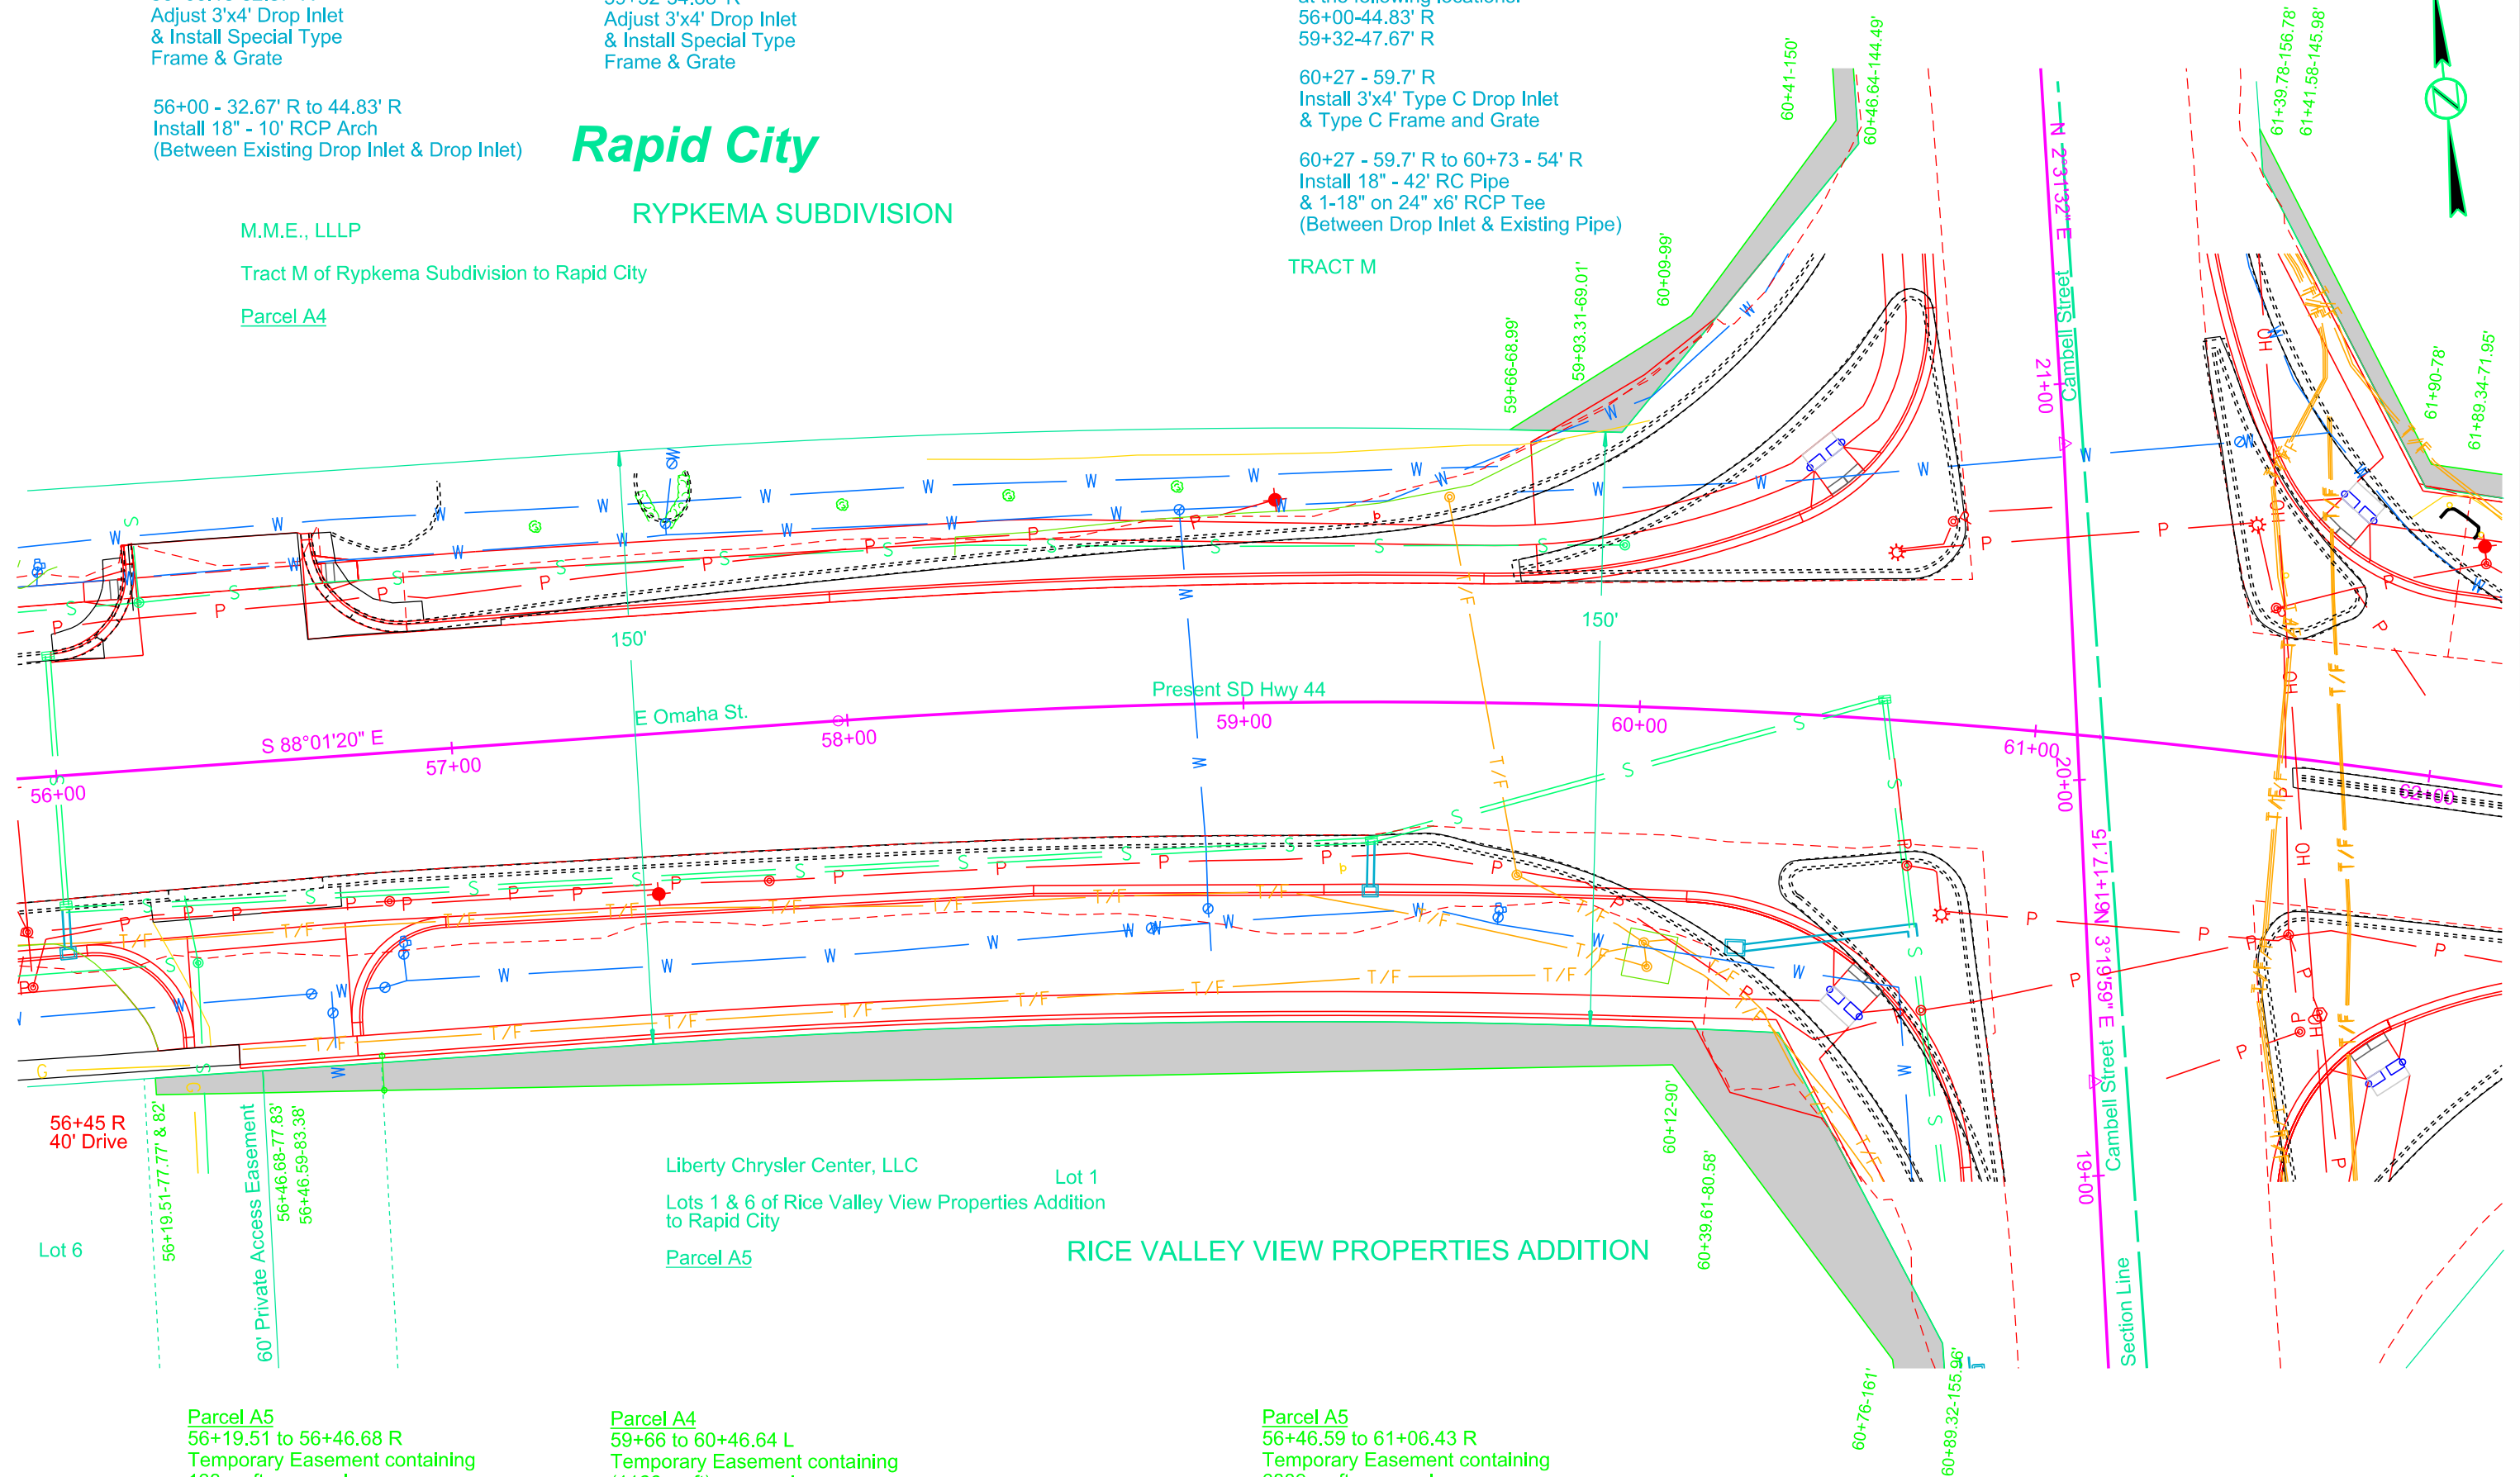 Adjust 3'x4' Drop Inlet
& Install Special Type
Frame & Grate
56+00 - 32.67' R to 44.83' R
Install 18" - 10' RCP Arch
(Between Existing Drop Inlet & Drop Inlet)
Adjust 3'x4' Drop Inlet
& Install Special Type
Frame & Grate
Rapid City
RYPKEMA SUBDIVISION
M.M.E., LLLP
Tract M of Rypkema Subdivision to Rapid City
Parcel A4
at the following locations:
56+00-44.83' R
59+32-47.67' R
60+27 - 59.7' R
Install 3'x4' Type C Drop Inlet
& Type C Frame and Grate
60+27 - 59.7' R to 60+73 - 54' R
Install 18" - 42' RC Pipe
& 1-18" on 24" x6' RCP Tee
(Between Drop Inlet & Existing Pipe)
TRACT M
59+66-68.99'
59+93.31-69.01'
60+09-99'
60+41-150'
60+46.64-144.49'
61+39.78-156.78'
61+41.58-145.98'
61+90-78'
61+89.34-71.95'
N 2°31'32" E
Cambell Street
21+00
150'
150'
Present SD Hwy 44
E Omaha St.
S 88°01'20" E
56+00
57+00
58+00
59+00
60+00
61+00
62+00
20+00
19+17.15
N 3°19'59" E
Cambell Street
19+00
Section Line
56+45 R
40' Drive
Lot 6
56+19.51-77.77' & 82'
60' Private Access Easement
56+46.68-77.83'
56+46.59-83.38'
Liberty Chrysler Center, LLC
Lot 1
Lots 1 & 6 of Rice Valley View Properties Addition
to Rapid City
Parcel A5
RICE VALLEY VIEW PROPERTIES ADDITION
60+12-90'
60+39.61-80.58'
60+76-161'
60+89.32-155.96'
Parcel A5
56+19.51 to 56+46.68 R
Temporary Easement containing
Parcel A4
59+66 to 60+46.64 L
Temporary Easement containing
Parcel A5
56+46.59 to 61+06.43 R
Temporary Easement containing